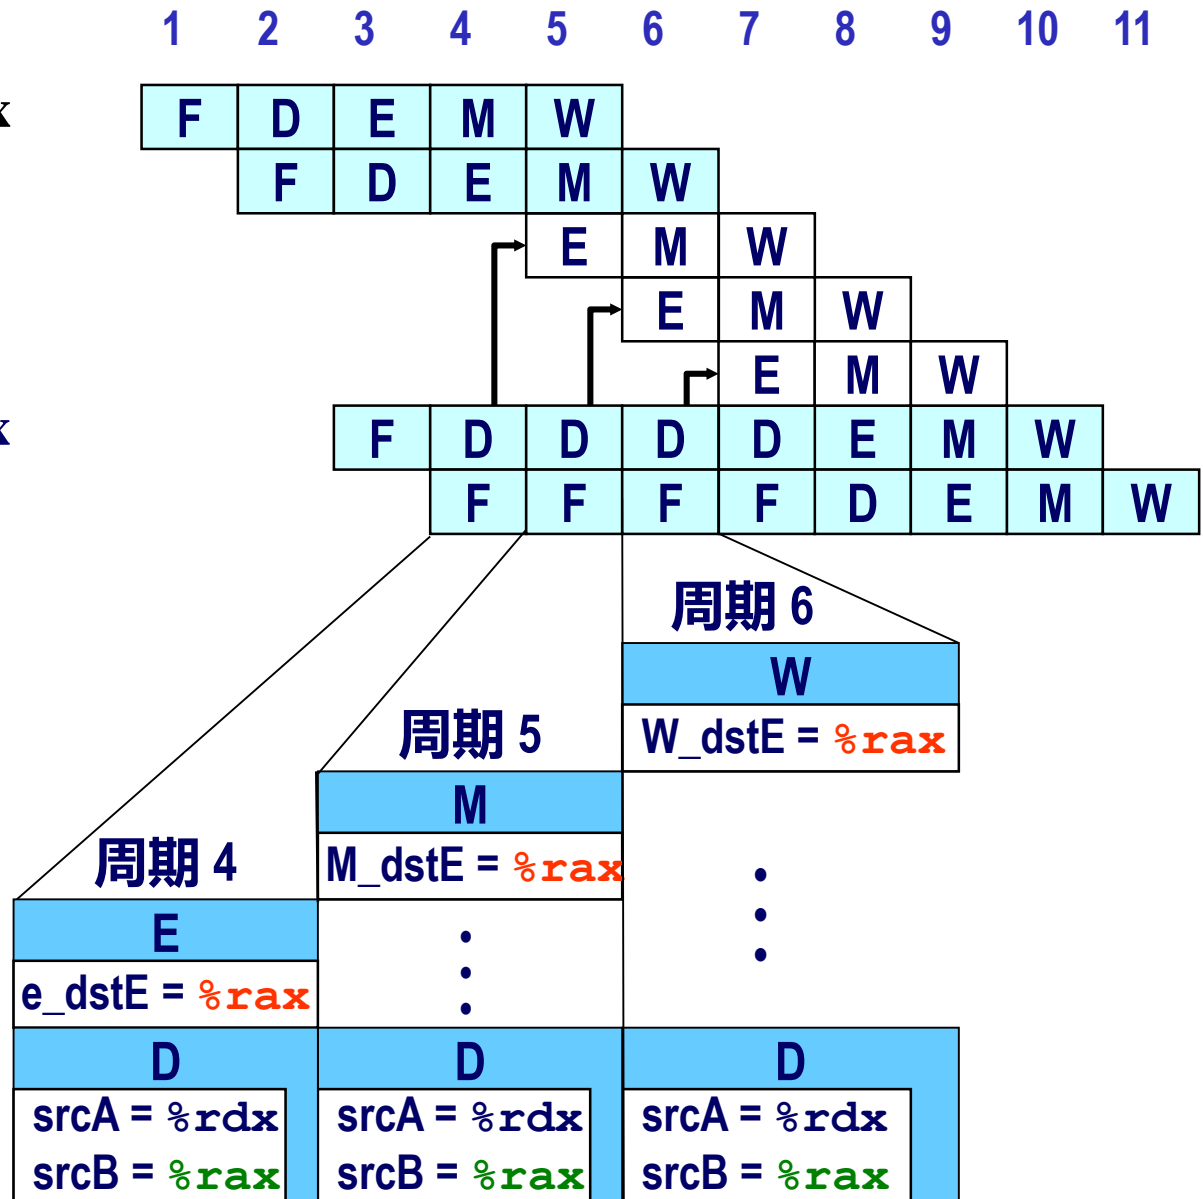 1 2 3 4 5 6 7 8 9 10 11
x F D E M W
F D E M W
E M W
E M W
E M W
x F D D D D E M W
F F F F D E M W
周期 6
W
W_dstE = %rax
周期 5
M
M_dstE = %rax
周期 4
E
e_dstE = %rax
D D D
srcA = %rdx srcA = %rdx srcA = %rdx
srcB = %rax srcB = %rax srcB = %rax